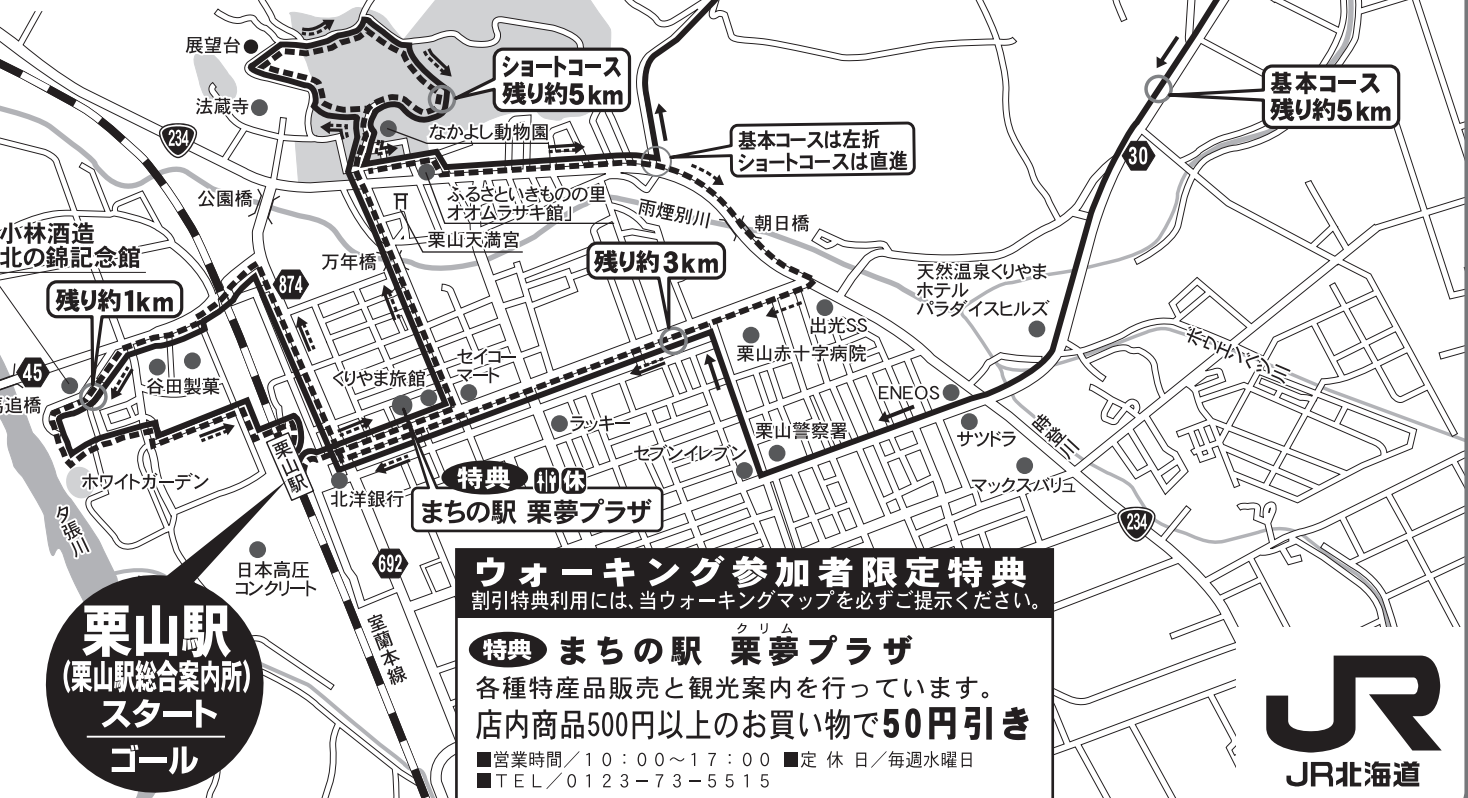 展望台
ショートコース
残り約5km
基本コース
残り約5km
法蔵寺
なかよし動物園
234
基本コースは左折
ショートコースは直進
30
公園橋
ふるさといきものの里
オオムラサキ館」
雨煙別川
朝日橋
小林酒造
北の錦記念館
栗山天満宮
万年橋
残り約3km
天然温泉くりやま
ホテル
パラダイスヒルズ
874
残り約1km
出光SS
栗山赤十字病院
ポンウエンベツ川
セイコー
マート
45
谷田製菓
くりやま旅館
馬追橋
ENEOS
ラッキー
栗山警察署
サツドラ
時登川
セブンイレブン
栗山駅
ホワイトガーデン
北洋銀行
特典
休
まちの駅 栗夢プラザ
マックスバリュ
夕張川
234
日本高圧
コンクリート
692
室蘭本線
栗山駅
(栗山駅総合案内所)
スタート
ゴール
ウォーキング参加者限定特典
割引特典利用には、当ウォーキングマップを必ずご提示ください。
クリム
特典 まちの駅 栗夢プラザ
各種特産品販売と観光案内を行っています。
店内商品500円以上のお買い物で50円引き
■営業時間/10:00~17:00 ■定 休 日/毎週水曜日
■TEL/0123-73-5515
JR
JR北海道